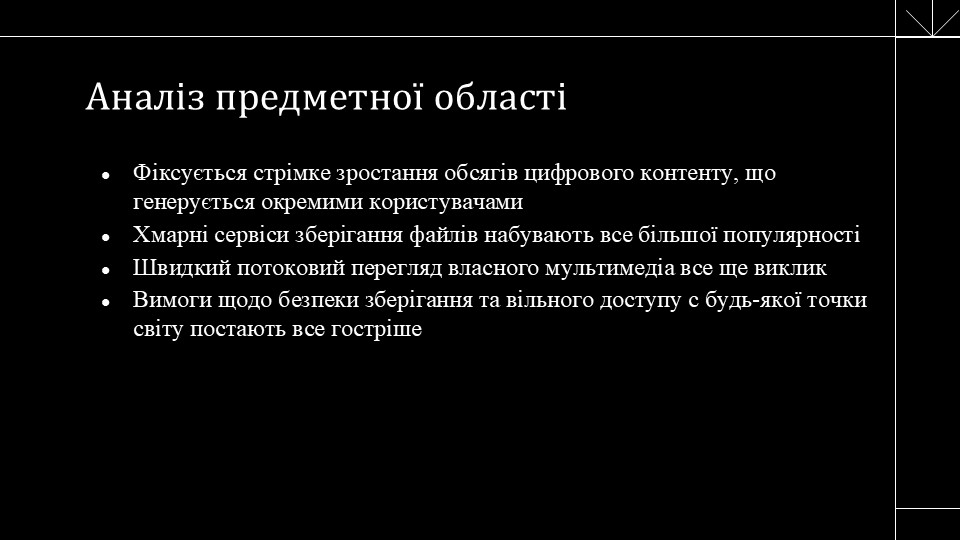 Аналіз предметної області
● Фіксується стрімке зростання обсягів цифрового контенту, що
генерується окремими користувачами
● Хмарні сервіси зберігання файлів набувають все більшої популярності
● Швидкий потоковий перегляд власного мультимедіа все ще виклик
● Вимоги щодо безпеки зберігання та вільного доступу с будь-якої точки
світу постають все гостріше